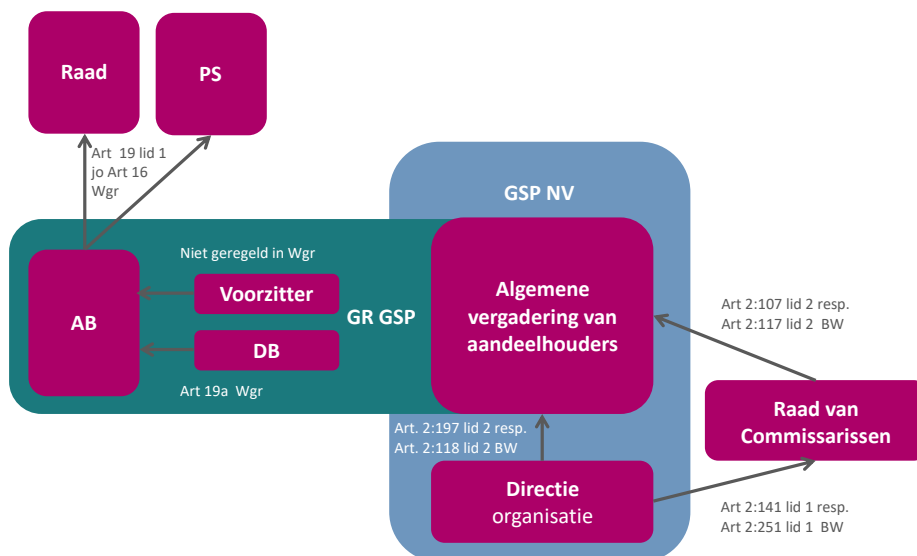 Raad
PS
Art 19 lid 1
jo Art 16
Wgr
GSP NV
Niet geregeld in Wgr
Voorzitter
AB
GR GSP
DB
Art 19a Wgr
Algemene
vergadering van
aandeelhouders
Art 2:107 lid 2 resp.
Art 2:117 lid 2 BW
Raad van
Commissarissen
Art. 2:197 lid 2 resp.
Art. 2:118 lid 2 BW
Directie
organisatie
Art 2:141 lid 1 resp.
Art 2:251 lid 1 BW